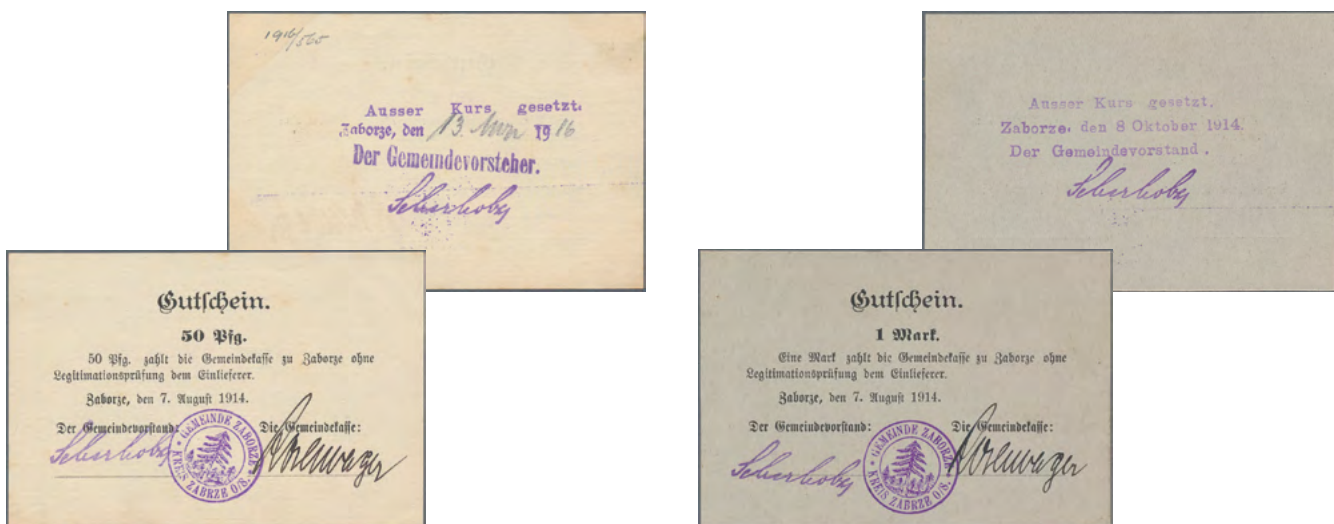 1916/565
Ausser Kurs gesetzt.
Zaborze, den 13. März 1916
Der Gemeindevorsteher.
Gutschein.
50 Pfg.
50 Pfg. zahlt die Gemeindekasse zu Zaborze ohne
Legitimationsprüfung dem Einlieferer.
Zaborze, den 7. August 1914.
Der Gemeindevorstand: Die Gemeindekasse:
GEMEINDE ZABORZE
KREIS ZABRZE O/S.
Ausser Kurs gesetzt.
Zaborze, den 8 Oktober 1914.
Der Gemeindevorstand.
Gutschein.
1 Mark.
Eine Mark zahlt die Gemeindekasse zu Zaborze ohne
Legitimationsprüfung dem Einlieferer.
Zaborze, den 7. August 1914.
Der Gemeindevorstand: Die Gemeindekasse:
GEMEINDE ZABORZE
KREIS ZABRZE O/S.